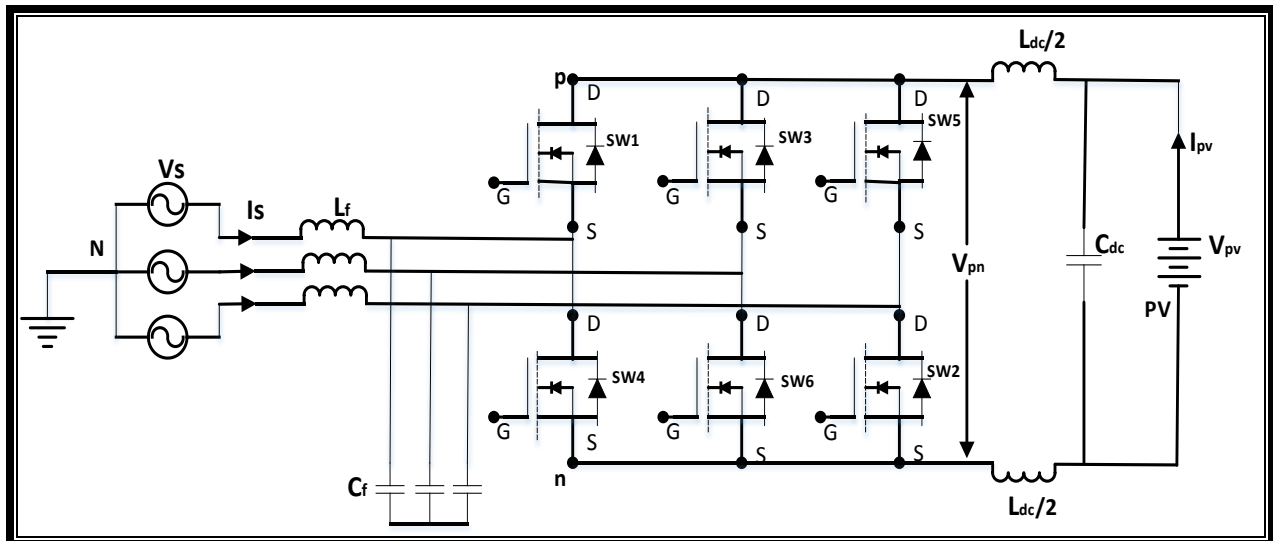 Ldc/2
p
D
D
D
SW1
SW3
SW5
Ipv
Vs
G
G
G
Is
Lf
S
S
S
N
Vpn
Cdc
Vpv
PV
D
D
D
SW4
SW6
SW2
G
G
G
S
S
S
n
Cf
Ldc/2